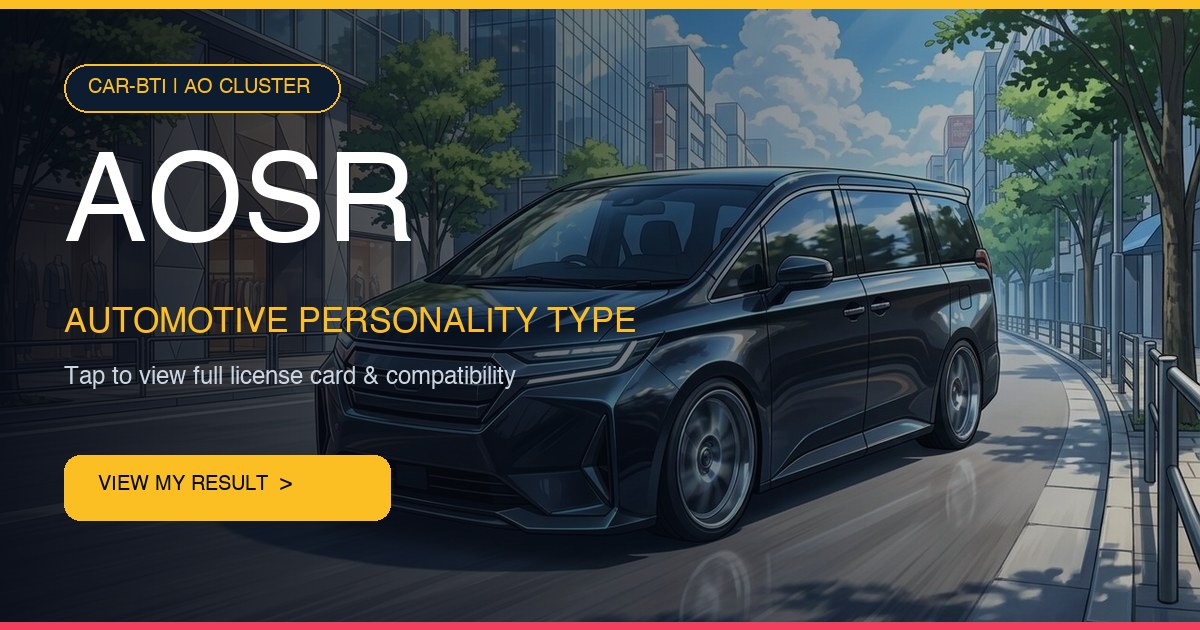 CAR-BTI | AO CLUSTER
AOSR
AUTOMOTIVE PERSONALITY TYPE
Tap to view full license card & compatibility
VIEW MY RESULT >